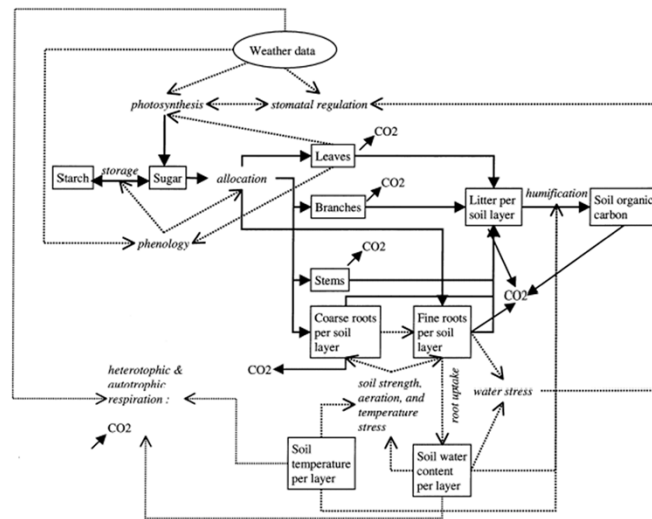 Weather data
photosynthesis
stomatal regulation
CO2
Leaves
Starch
storage
Sugar
allocation
CO2
Branches
Litter per
soil layer
humification
Soil organic
carbon
phenology
CO2
Stems
CO2
Coarse roots
per soil
layer
Fine roots
per soil
layer
CO2
heterotophic &
autotrophic
respiration :
soil strength,
aeration, and
temperature
stress
root uptake
water stress
CO2
Soil
temperature
per layer
Soil water
content
per layer